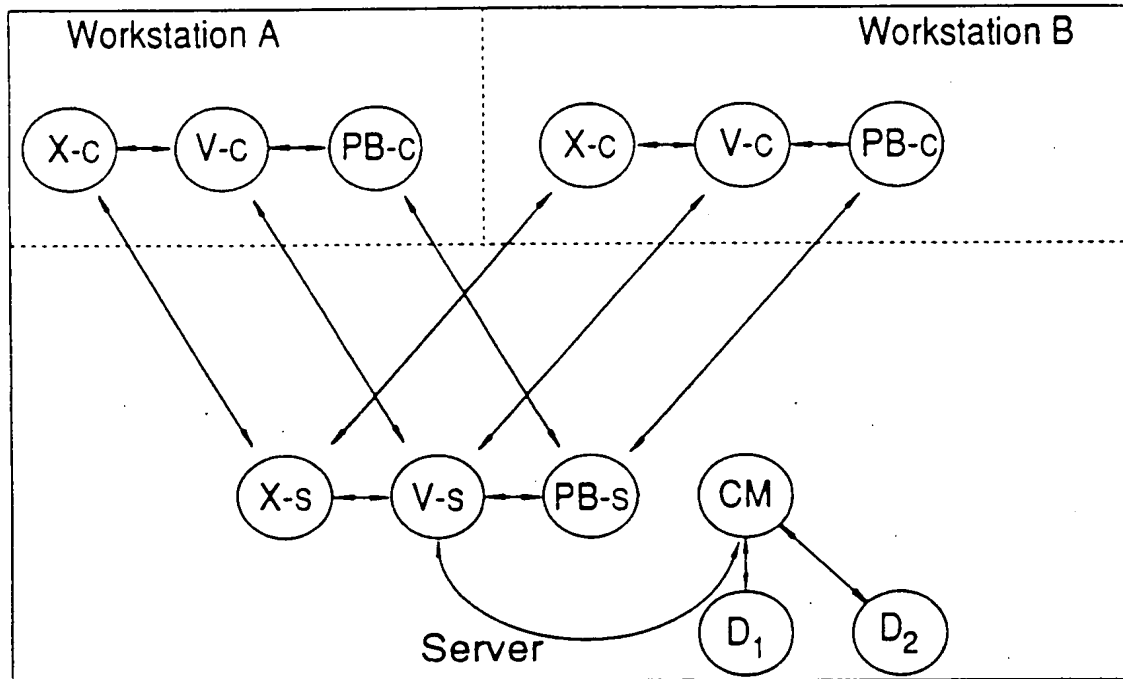 Workstation A
Workstation B
X-c
V-c
PB-c
X-c
V-c
PB-c
X-s
V-s
PB-s
CM
Server
D1
D2